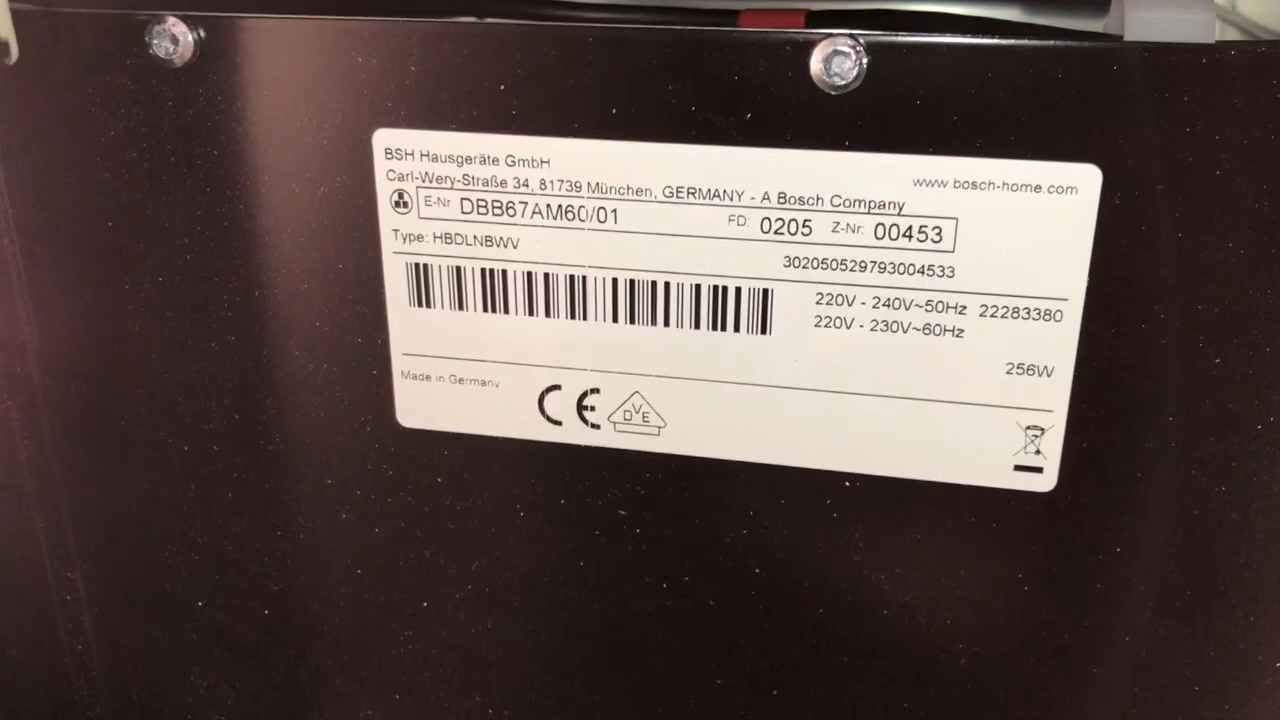 BSH Hausgeräte GmbH
Carl-Wery-Straße 34, 81739 München, GERMANY - A Bosch Company
www.bosch-home.com
E-Nr DBB67AM60/01 FD: 0205 Z-Nr: 00453
Type: HBDLNBWV
302050529793004533
220V - 240V~50Hz 22283380
220V - 230V~60Hz
256W
Made in Germany
CE
DVE